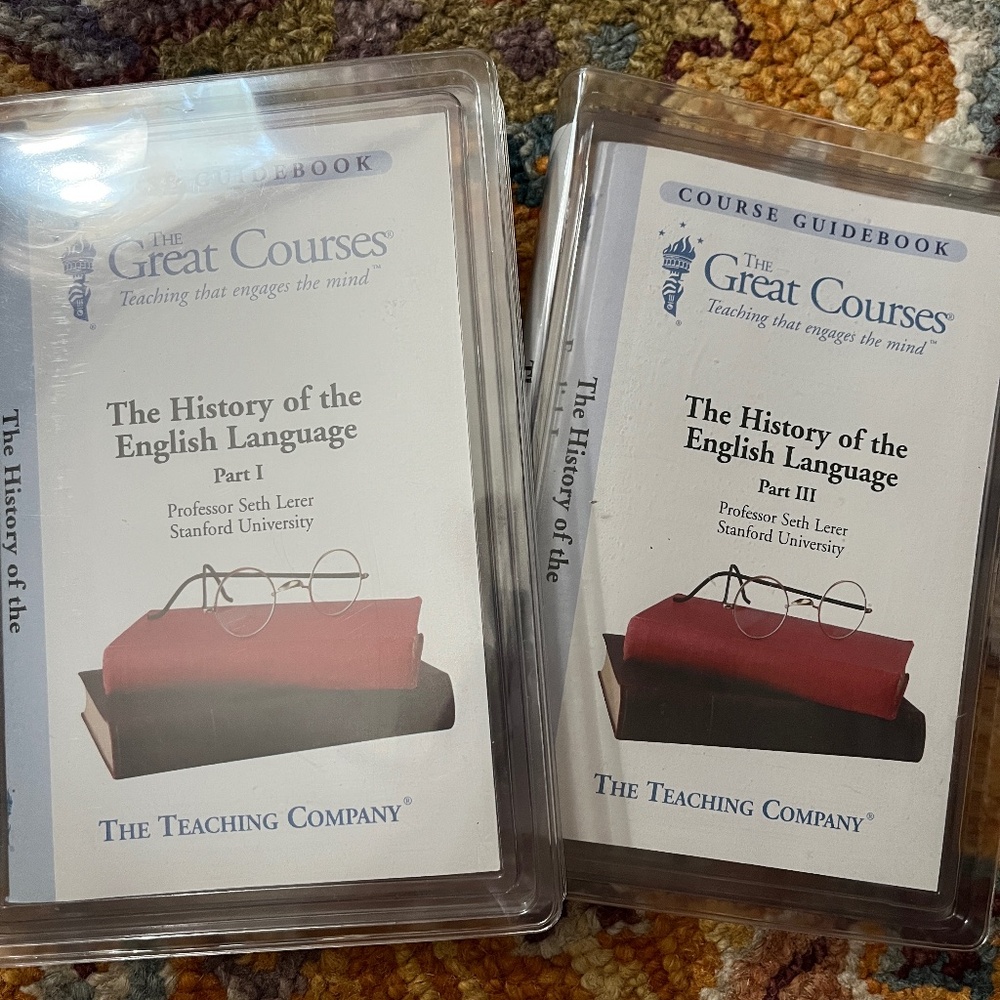 GUIDEBOOK
THE
Great Courses®
Teaching that engages the mind™
The History of the
English Language
Part I
Professor Seth Lerer
Stanford University
THE TEACHING COMPANY®
The History of the
COURSE GUIDEBOOK
THE
Great Courses®
Teaching that engages the mind™
The History of the
English Language
Part III
Professor Seth Lerer
Stanford University
THE TEACHING COMPANY®
The History of the